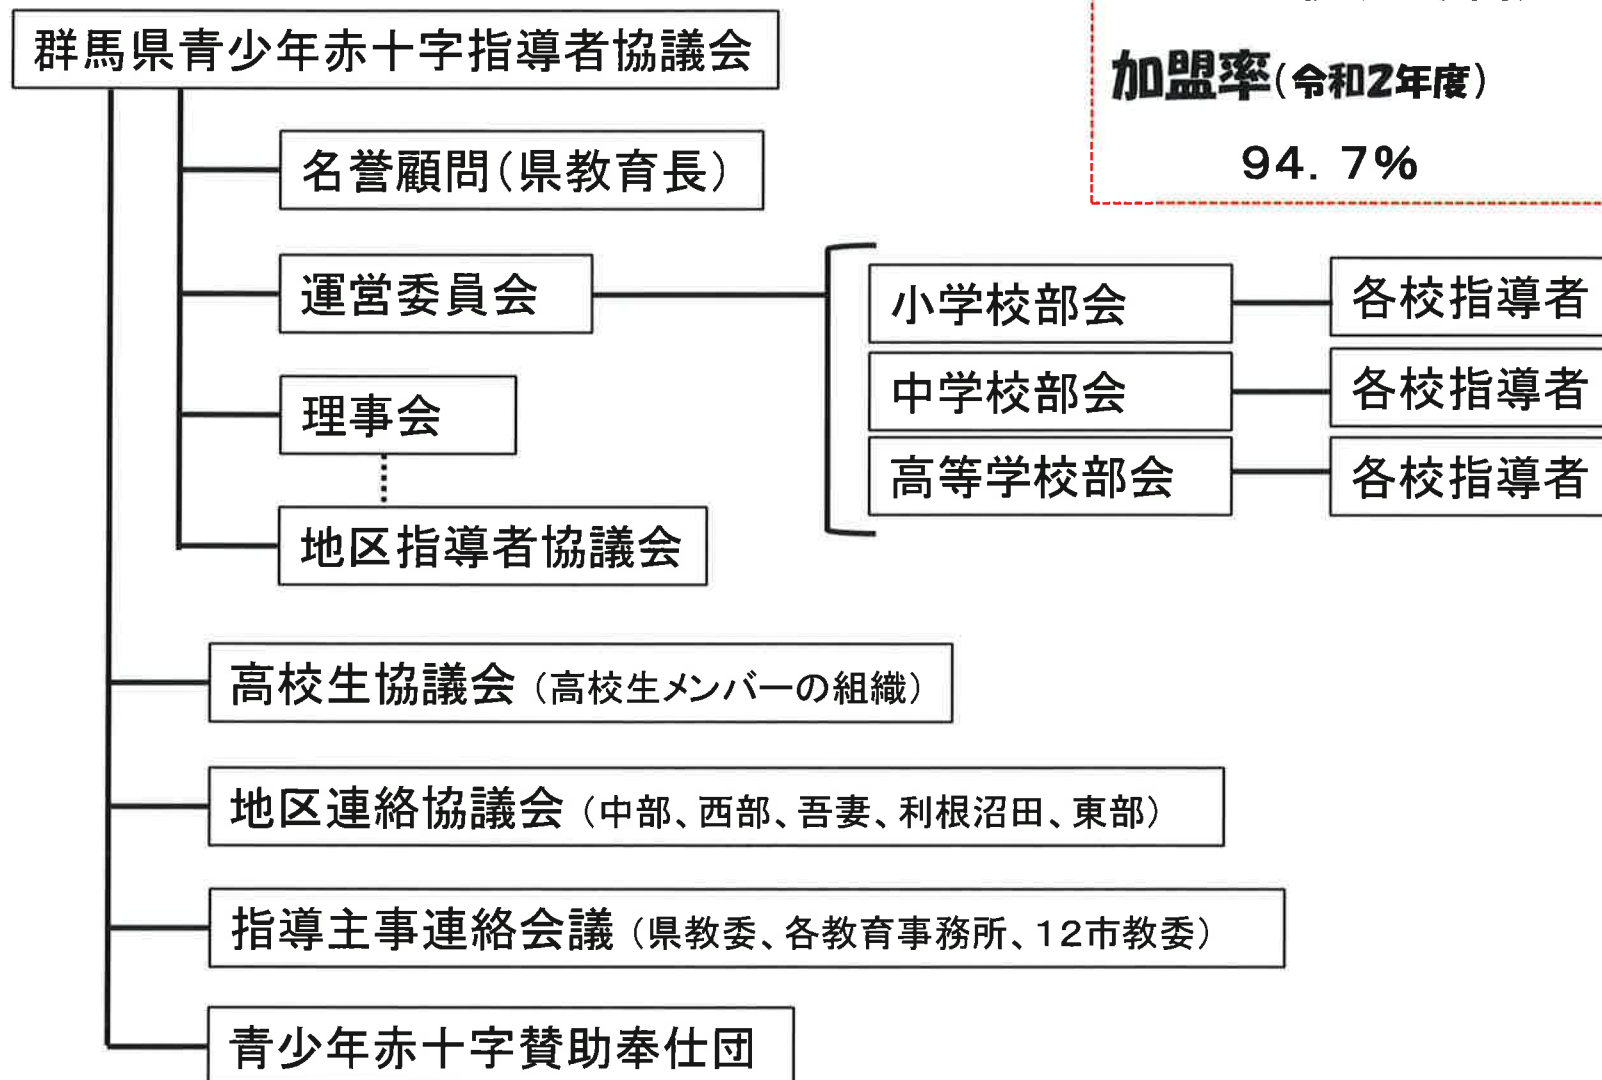 群馬県青少年赤十字指導者協議会
加盟率(令和2年度)
94.7%
名誉顧問(県教育長)
運営委員会
小学校部会
各校指導者
中学校部会
各校指導者
高等学校部会
各校指導者
理事会
地区指導者協議会
高校生協議会(高校生メンバーの組織)
地区連絡協議会(中部、西部、吾妻、利根沼田、東部)
指導主事連絡会議(県教委、各教育事務所、12市教委)
青少年赤十字賛助奉仕団